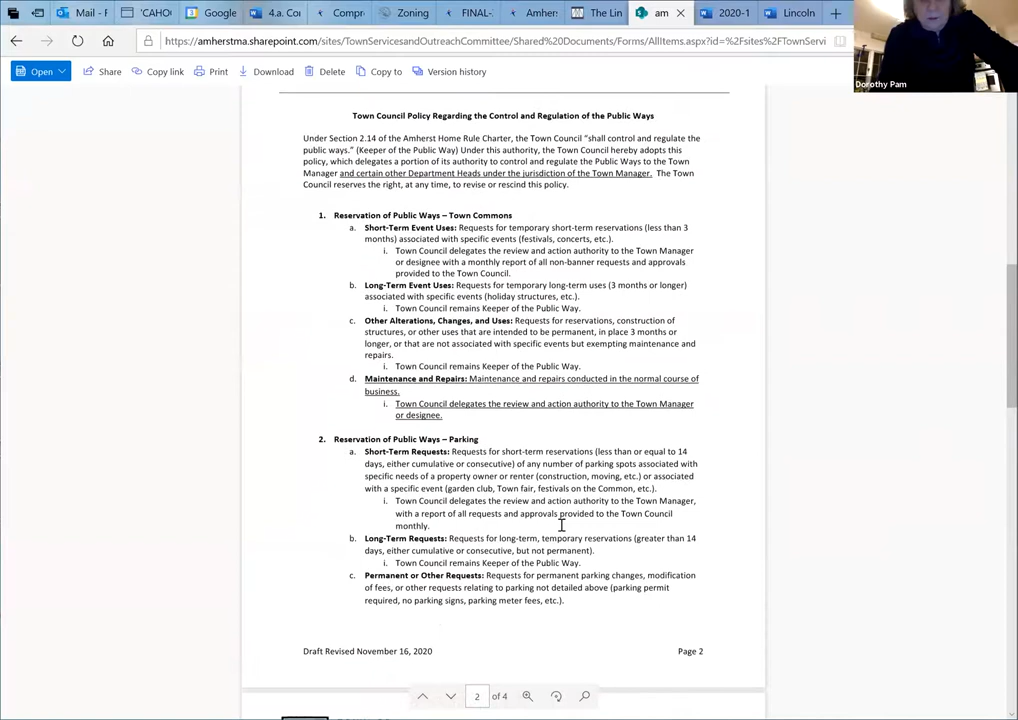 Mail - F
'CAHO
Google
4.a. Cor
Compre
Zoning
FINAL-
Amhers
The Lin
am
2020-1
Lincoln
https://amherstma.sharepoint.com/sites/TownServicesandOutreachCommittee/Shared%20Documents/Forms/AllItems.aspx?id=%2Fsites%2FTownServi
Open
Share
Copy link
Print
Download
Delete
Copy to
Version history
Dorothy Pam
Town Council Policy Regarding the Control and Regulation of the Public Ways
Under Section 2.14 of the Amherst Home Rule Charter, the Town Council "shall control and regulate the
public ways." (Keeper of the Public Way) Under this authority, the Town Council hereby adopts this
policy, which delegates a portion of its authority to control and regulate the Public Ways to the Town
Manager and certain other Department Heads under the jurisdiction of the Town Manager. The Town
Council reserves the right, at any time, to revise or rescind this policy.
1. Reservation of Public Ways – Town Commons
a. Short-Term Event Uses: Requests for temporary short-term reservations (less than 3
months) associated with specific events (festivals, concerts, etc.).
i. Town Council delegates the review and action authority to the Town Manager
or designee with a monthly report of all non-banner requests and approvals
provided to the Town Council.
b. Long-Term Event Uses: Requests for temporary long-term uses (3 months or longer)
associated with specific events (holiday structures, etc.).
i. Town Council remains Keeper of the Public Way.
c. Other Alterations, Changes, and Uses: Requests for reservations, construction of
structures, or other uses that are intended to be permanent, in place 3 months or
longer, or that are not associated with specific events but exempting maintenance and
repairs.
i. Town Council remains Keeper of the Public Way.
d. Maintenance and Repairs: Maintenance and repairs conducted in the normal course of
business.
i. Town Council delegates the review and action authority to the Town Manager
or designee.
2. Reservation of Public Ways – Parking
a. Short-Term Requests: Requests for short-term reservations (less than or equal to 14
days, either cumulative or consecutive) of any number of parking spots associated with
specific needs of a property owner or renter (construction, moving, etc.) or associated
with a specific event (garden club, Town fair, festivals on the Common, etc.).
i. Town Council delegates the review and action authority to the Town Manager,
with a report of all requests and approvals provided to the Town Council
monthly.
b. Long-Term Requests: Requests for long-term, temporary reservations (greater than 14
days, either cumulative or consecutive, but not permanent).
i. Town Council remains Keeper of the Public Way.
c. Permanent or Other Requests: Requests for permanent parking changes, modification
of fees, or other requests relating to parking not detailed above (parking permit
required, no parking signs, parking meter fees, etc.).
Draft Revised November 16, 2020 Page 2
2 of 4